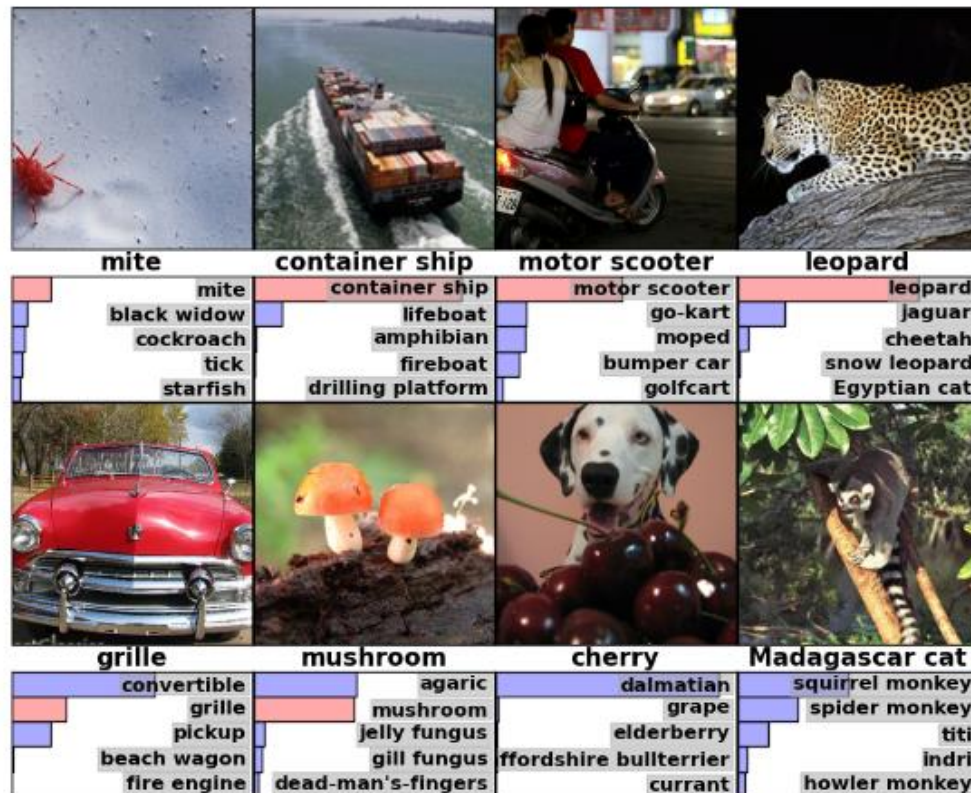 mite
container ship
motor scooter
leopard
mite
black widow
cockroach
tick
starfish
container ship
lifeboat
amphibian
fireboat
drilling platform
motor scooter
go-kart
moped
bumper car
golfcart
leopard
jaguar
cheetah
snow leopard
Egyptian cat
grille
mushroom
cherry
Madagascar cat
convertible
grille
pickup
beach wagon
fire engine
agaric
mushroom
jelly fungus
gill fungus
dead-man's-fingers
dalmatian
grape
elderberry
ffordshire bullterrier
currant
squirrel monkey
spider monkey
titi
indri
howler monkey